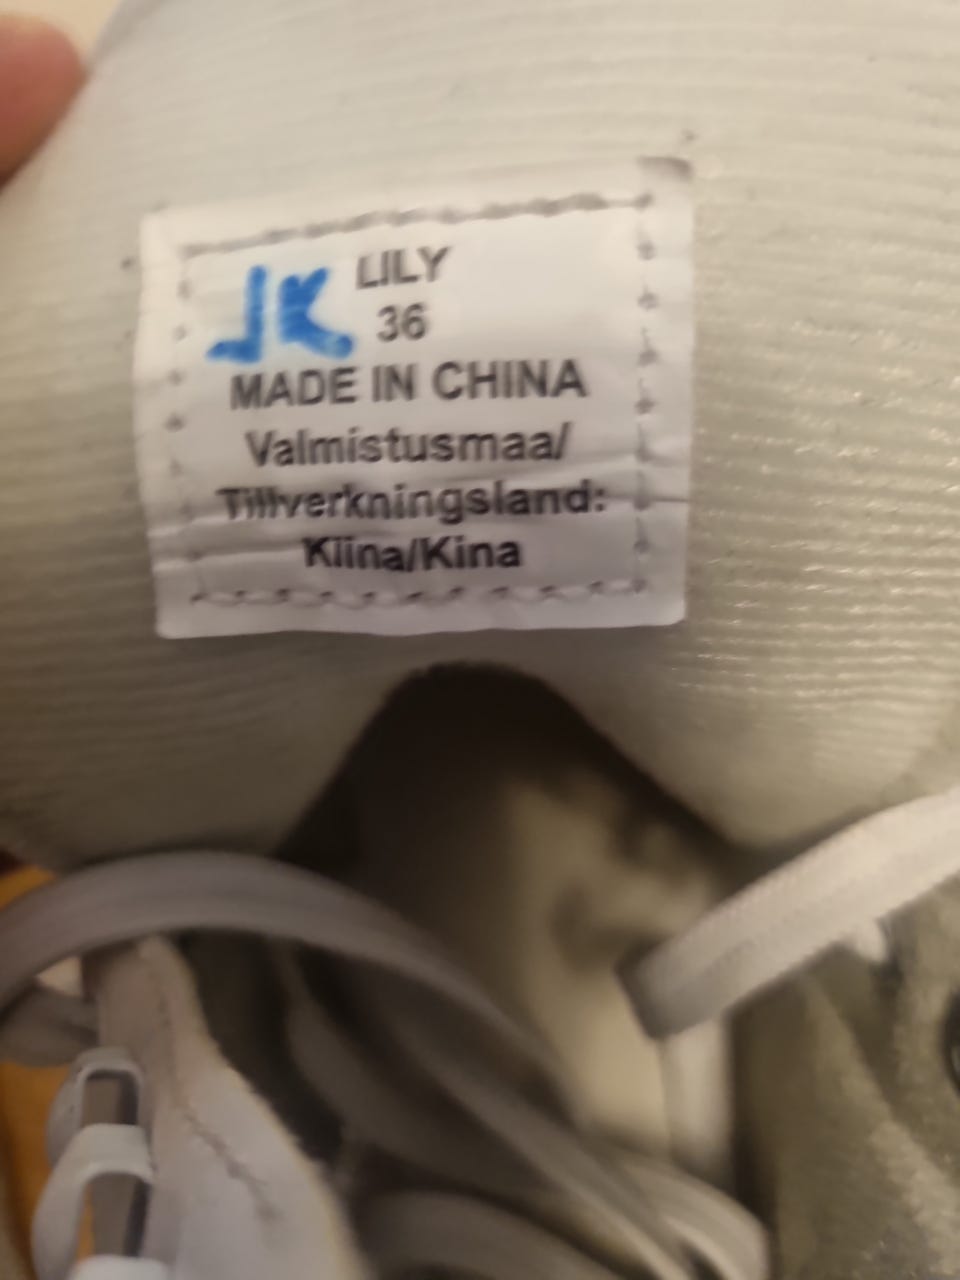 LILY
JK 36
MADE IN CHINA
Valmistusmaa/
Tillverkningsland:
Kiina/Kina